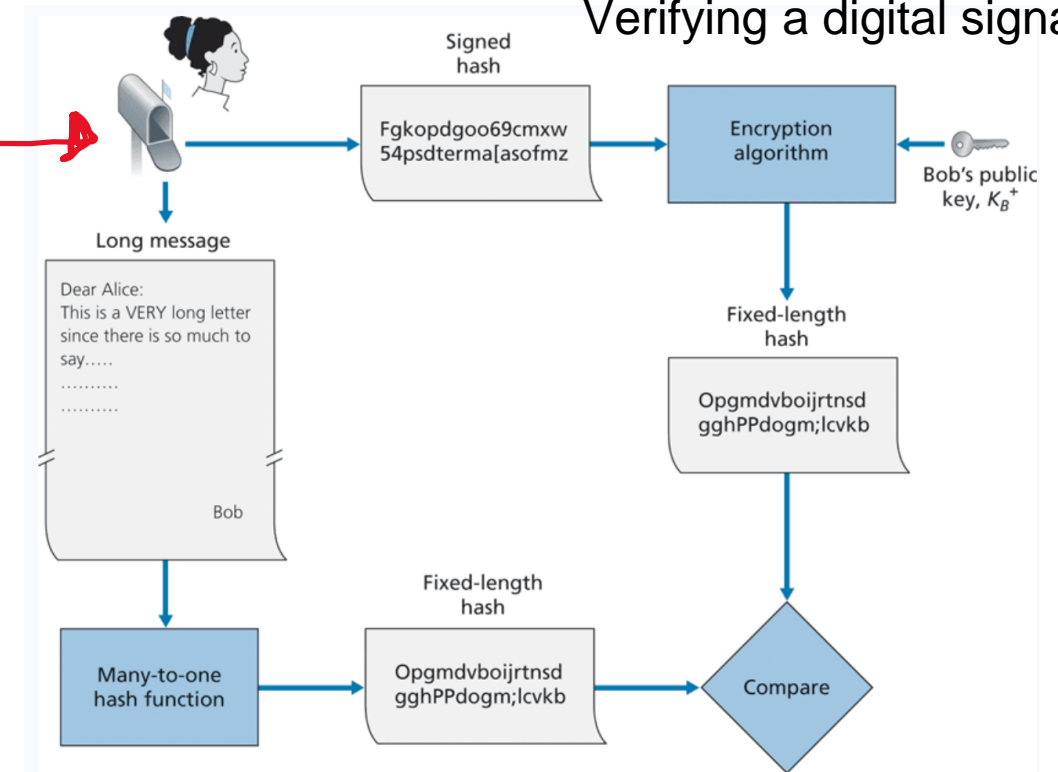 Verifying a digital signa
Signed
hash
Fgkopdgoo69cmxw
54psdterma[asofmz
Encryption
algorithm
Bob's public
key, K_B^+
Long message
Dear Alice:
This is a VERY long letter
since there is so much to
say.....
..........
..........
Bob
Fixed-length
hash
Opgmdvboijrtnsd
gghPPdogm;lcvkb
Many-to-one
hash function
Fixed-length
hash
Opgmdvboijrtnsd
gghPPdogm;lcvkb
Compare